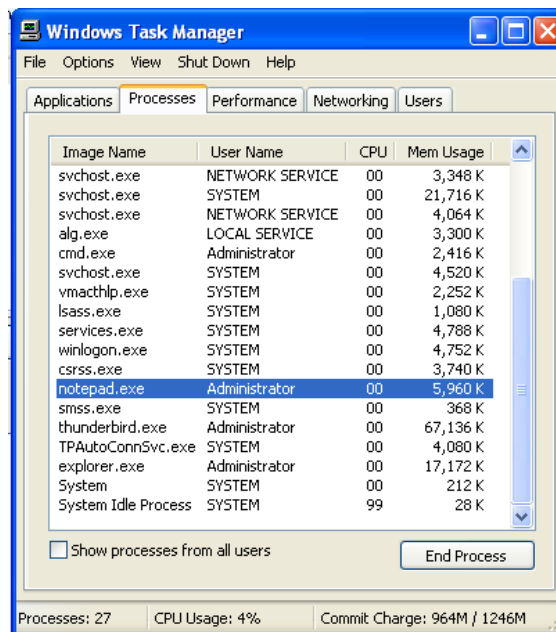 Windows Task Manager
File Options View Shut Down Help
Applications Processes Performance Networking Users
Image Name User Name CPU Mem Usage
svchost.exe NETWORK SERVICE 00 3,348 K
svchost.exe SYSTEM 00 21,716 K
svchost.exe NETWORK SERVICE 00 4,064 K
alg.exe LOCAL SERVICE 00 3,300 K
cmd.exe Administrator 00 2,416 K
svchost.exe SYSTEM 00 4,520 K
vmacthlp.exe SYSTEM 00 2,252 K
lsass.exe SYSTEM 00 1,080 K
services.exe SYSTEM 00 4,788 K
winlogon.exe SYSTEM 00 4,752 K
csrss.exe SYSTEM 00 3,740 K
notepad.exe Administrator 00 5,960 K
smss.exe SYSTEM 00 368 K
thunderbird.exe Administrator 00 67,136 K
TPAutoConnSvc.exe SYSTEM 00 4,080 K
explorer.exe Administrator 00 17,172 K
System SYSTEM 00 212 K
System Idle Process SYSTEM 99 28 K
Show processes from all users
End Process
Processes: 27 CPU Usage: 4% Commit Charge: 964M / 1246M